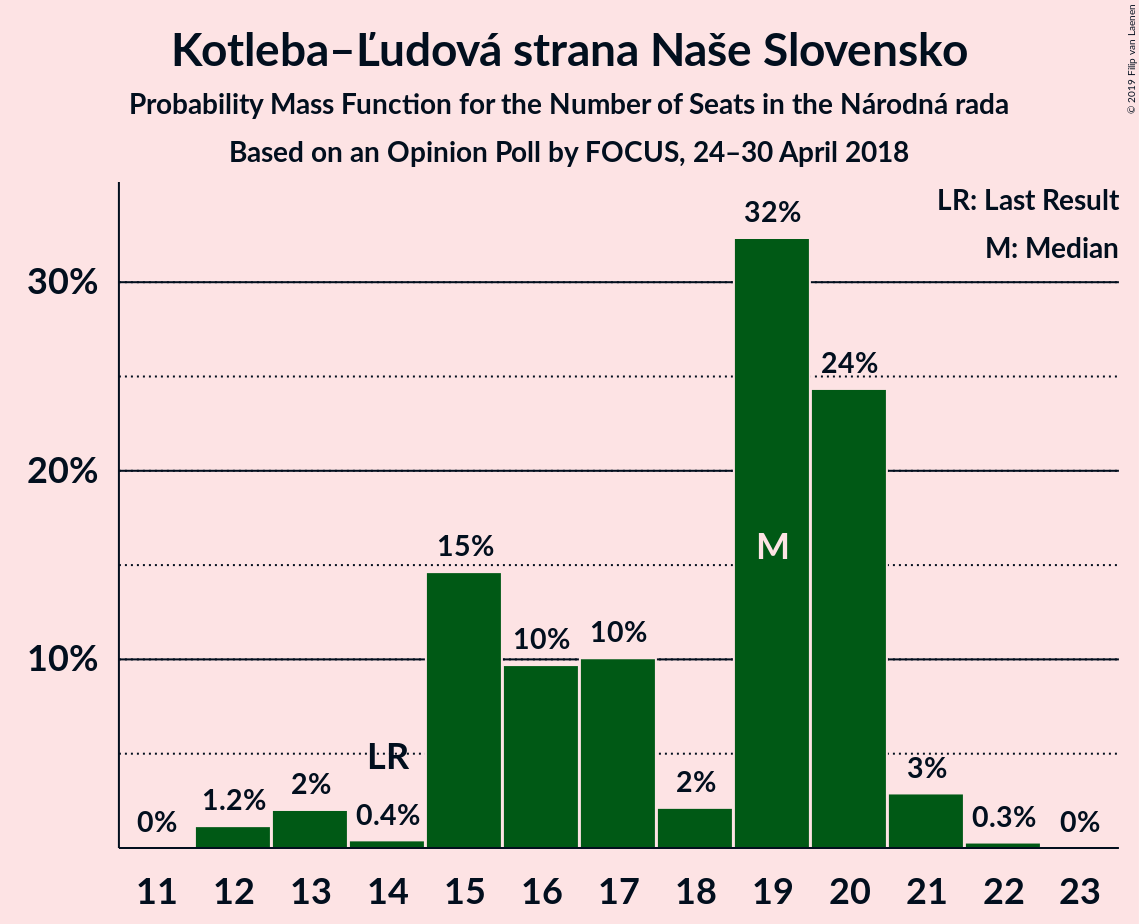 Kotleba–Ľudová strana Naše Slovensko
Probability Mass Function for the Number of Seats in the Národná rada
Based on an Opinion Poll by FOCUS, 24–30 April 2018
© 2019 Filip van Laenen
LR: Last Result
M: Median
30%
20%
10%
0%
1.2%
2%
LR
0.4%
15%
10%
10%
2%
32%
M
24%
3%
0.3%
0%
11 12 13 14 15 16 17 18 19 20 21 22 23